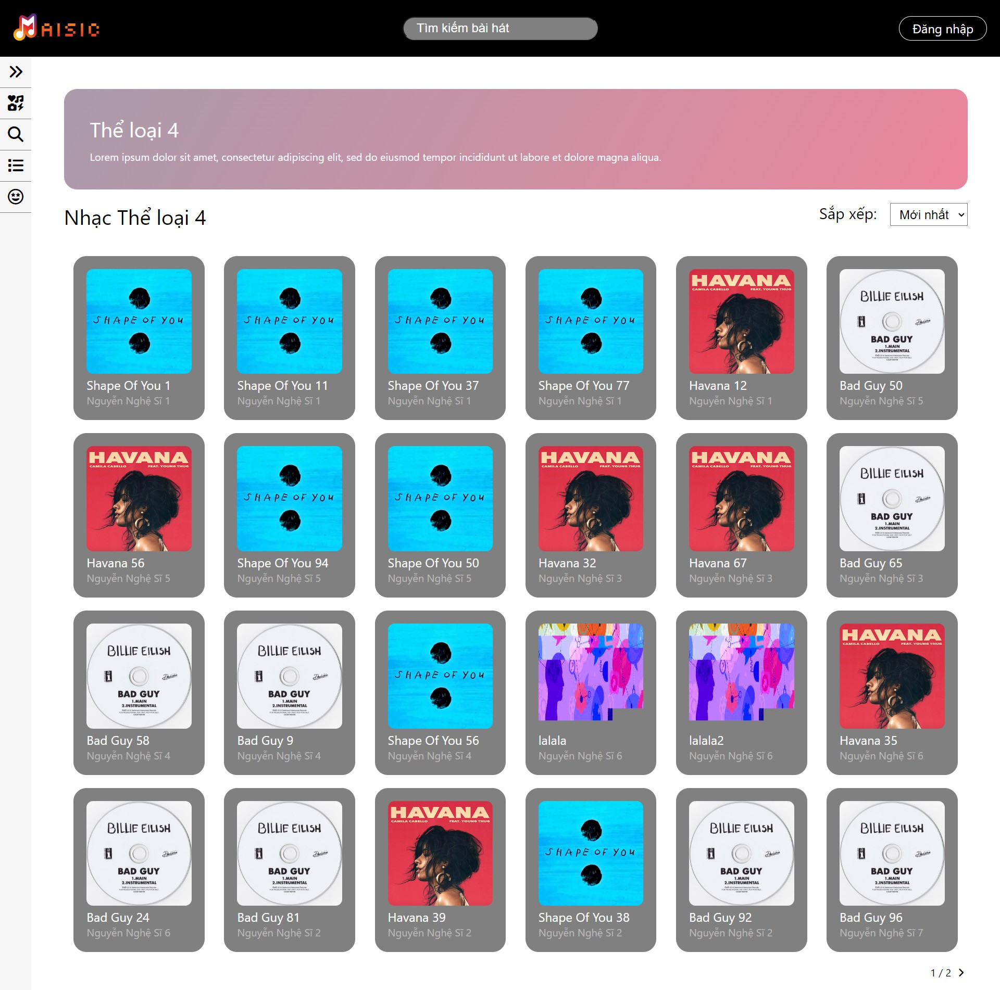 AISIC
Tìm kiếm bài hát
Đăng nhập
Thể loại 4
Lorem ipsum dolor sit amet, consectetur adipiscing elit, sed do eiusmod tempor incididunt ut labore et dolore magna aliqua.
Nhạc Thể loại 4
Sắp xếp:
Mới nhất
SHAPE OF YOU
Shape Of You 1
Nguyễn Nghệ Sĩ 1
SHAPE OF YOU
Shape Of You 11
Nguyễn Nghệ Sĩ 1
SHAPE OF YOU
Shape Of You 37
Nguyễn Nghệ Sĩ 1
SHAPE OF YOU
Shape Of You 77
Nguyễn Nghệ Sĩ 1
HAVANA
CAMILA CABELLO FEAT. YOUNG THUG
Havana 12
Nguyễn Nghệ Sĩ 1
BILLIE EILISH
BAD GUY
1.MAIN
2.INSTRUMENTAL
Bad Guy 50
Nguyễn Nghệ Sĩ 5
HAVANA
CAMILA CABELLO FEAT. YOUNG THUG
Havana 56
Nguyễn Nghệ Sĩ 5
SHAPE OF YOU
Shape Of You 94
Nguyễn Nghệ Sĩ 5
SHAPE OF YOU
Shape Of You 50
Nguyễn Nghệ Sĩ 5
HAVANA
CAMILA CABELLO FEAT. YOUNG THUG
Havana 32
Nguyễn Nghệ Sĩ 3
HAVANA
CAMILA CABELLO FEAT. YOUNG THUG
Havana 67
Nguyễn Nghệ Sĩ 3
BILLIE EILISH
BAD GUY
1.MAIN
2.INSTRUMENTAL
Bad Guy 65
Nguyễn Nghệ Sĩ 3
BILLIE EILISH
BAD GUY
1.MAIN
2.INSTRUMENTAL
Bad Guy 58
Nguyễn Nghệ Sĩ 4
BILLIE EILISH
BAD GUY
1.MAIN
2.INSTRUMENTAL
Bad Guy 9
Nguyễn Nghệ Sĩ 4
SHAPE OF YOU
Shape Of You 56
Nguyễn Nghệ Sĩ 4
lalala
Nguyễn Nghệ Sĩ 6
lalala2
Nguyễn Nghệ Sĩ 6
HAVANA
CAMILA CABELLO FEAT. YOUNG THUG
Havana 35
Nguyễn Nghệ Sĩ 6
BILLIE EILISH
BAD GUY
1.MAIN
2.INSTRUMENTAL
Bad Guy 24
Nguyễn Nghệ Sĩ 6
BILLIE EILISH
BAD GUY
1.MAIN
2.INSTRUMENTAL
Bad Guy 81
Nguyễn Nghệ Sĩ 2
HAVANA
CAMILA CABELLO FEAT. YOUNG THUG
Havana 39
Nguyễn Nghệ Sĩ 2
SHAPE OF YOU
Shape Of You 38
Nguyễn Nghệ Sĩ 2
BILLIE EILISH
BAD GUY
1.MAIN
2.INSTRUMENTAL
Bad Guy 92
Nguyễn Nghệ Sĩ 2
BILLIE EILISH
BAD GUY
1.MAIN
2.INSTRUMENTAL
Bad Guy 96
Nguyễn Nghệ Sĩ 7
1 / 2